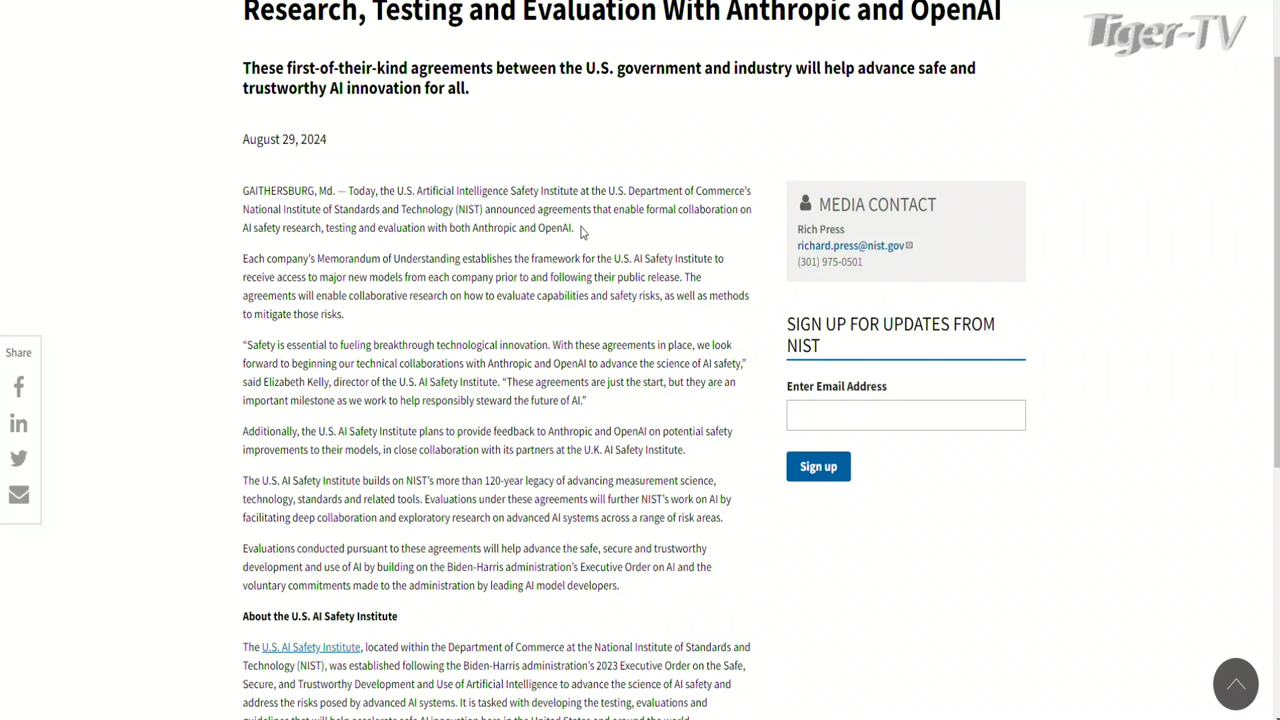 Research, Testing and Evaluation With Anthropic and OpenAI
Tiger-TV
These first-of-their-kind agreements between the U.S. government and industry will help advance safe and
trustworthy AI innovation for all.
August 29, 2024
GAITHERSBURG, Md. — Today, the U.S. Artificial Intelligence Safety Institute at the U.S. Department of Commerce's
National Institute of Standards and Technology (NIST) announced agreements that enable formal collaboration on
AI safety research, testing and evaluation with both Anthropic and OpenAI.
Each company's Memorandum of Understanding establishes the framework for the U.S. AI Safety Institute to
receive access to major new models from each company prior to and following their public release. The
agreements will enable collaborative research on how to evaluate capabilities and safety risks, as well as methods
to mitigate those risks.
“Safety is essential to fueling breakthrough technological innovation. With these agreements in place, we look
forward to beginning our technical collaborations with Anthropic and OpenAI to advance the science of AI safety,”
said Elizabeth Kelly, director of the U.S. AI Safety Institute. “These agreements are just the start, but they are an
important milestone as we work to help responsibly steward the future of AI.”
Additionally, the U.S. AI Safety Institute plans to provide feedback to Anthropic and OpenAI on potential safety
improvements to their models, in close collaboration with its partners at the U.K. AI Safety Institute.
The U.S. AI Safety Institute builds on NIST's more than 120-year legacy of advancing measurement science,
technology, standards and related tools. Evaluations under these agreements will further NIST's work on AI by
facilitating deep collaboration and exploratory research on advanced AI systems across a range of risk areas.
Evaluations conducted pursuant to these agreements will help advance the safe, secure and trustworthy
development and use of AI by building on the Biden-Harris administration's Executive Order on AI and the
voluntary commitments made to the administration by leading AI model developers.
About the U.S. AI Safety Institute
The U.S. AI Safety Institute, located within the Department of Commerce at the National Institute of Standards and
Technology (NIST), was established following the Biden-Harris administration's 2023 Executive Order on the Safe,
Secure, and Trustworthy Development and Use of Artificial Intelligence to advance the science of AI safety and
address the risks posed by advanced AI systems. It is tasked with developing the testing, evaluations and
guidelines that will help accelerate safe AI innovation here in the United States and around the world.
MEDIA CONTACT
Rich Press
richard.press@nist.gov
(301) 975-0501
SIGN UP FOR UPDATES FROM
NIST
Enter Email Address
Sign up
Share